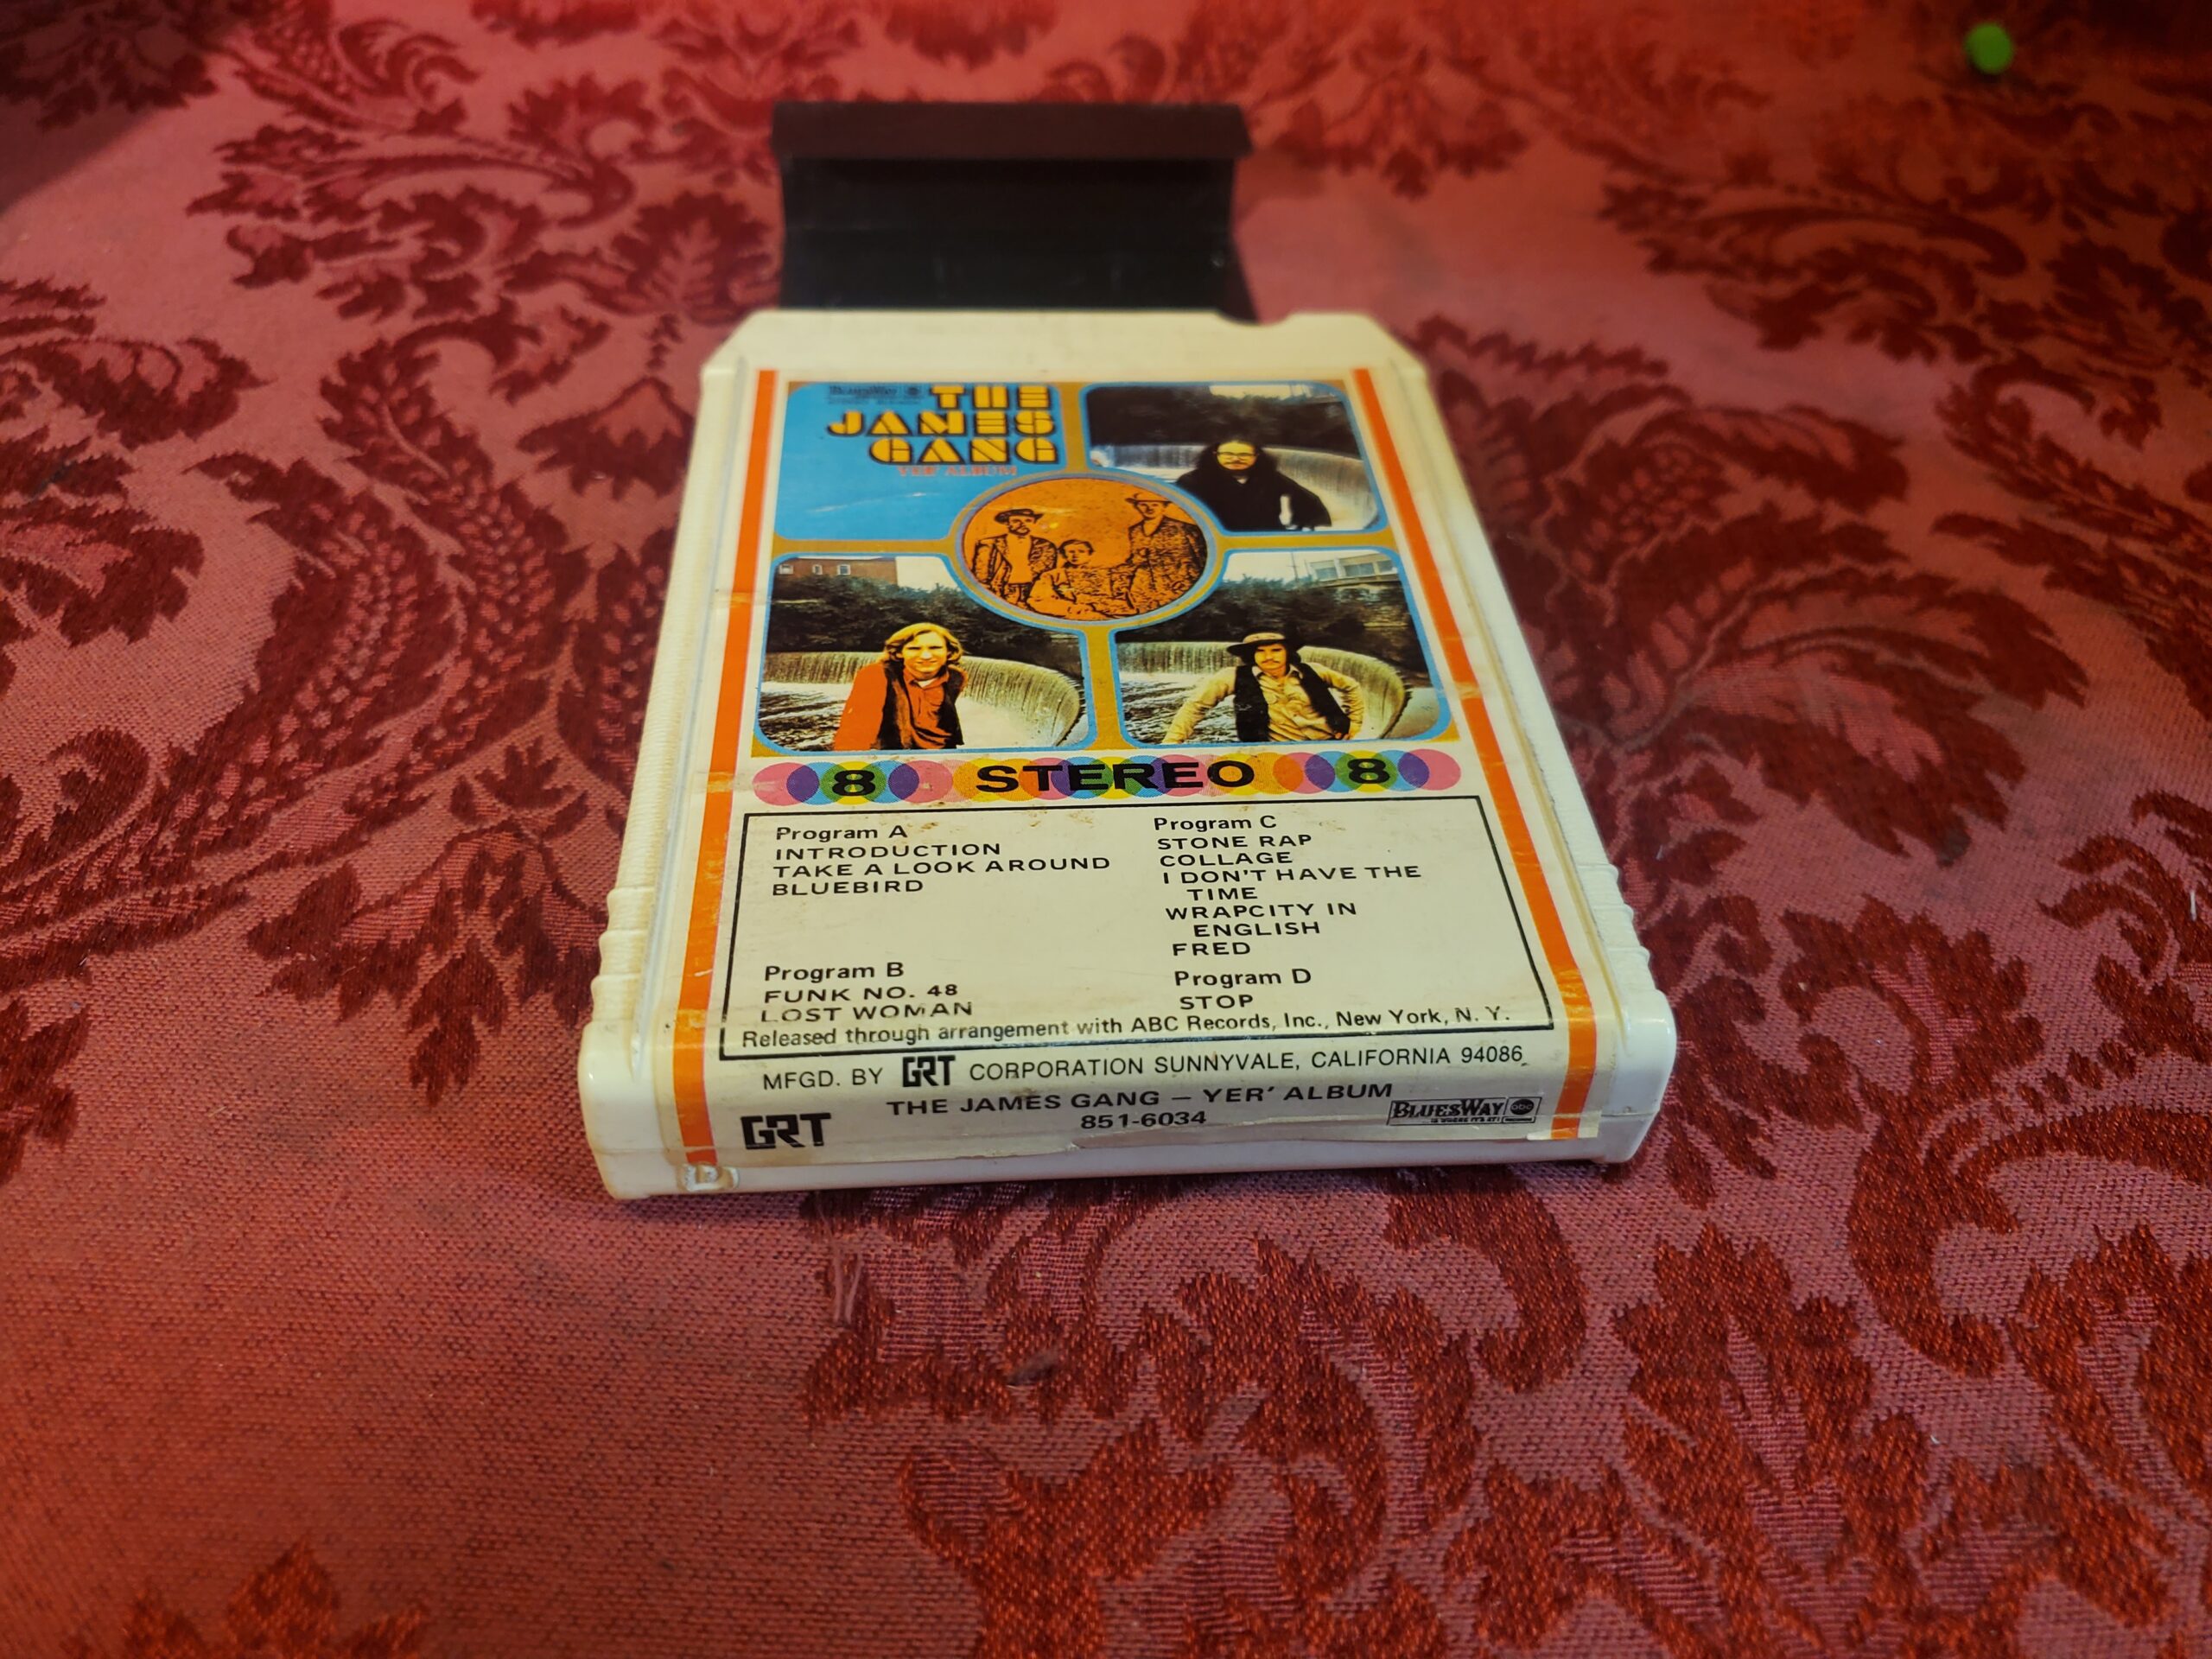 THE
JAMES
GANG
YER' ALBUM
8 STEREO 8
Program A
INTRODUCTION
TAKE A LOOK AROUND
BLUEBIRD
Program B
FUNK NO. 48
LOST WOMAN
Program C
STONE RAP
COLLAGE
I DON'T HAVE THE
TIME
WRAPCITY IN
ENGLISH
FRED
Program D
STOP
Released through arrangement with ABC Records, Inc., New York, N. Y.
MFGD. BY GRT CORPORATION SUNNYVALE, CALIFORNIA 94086
GRT
THE JAMES GANG – YER' ALBUM
851-6034
BLUESWAY abc